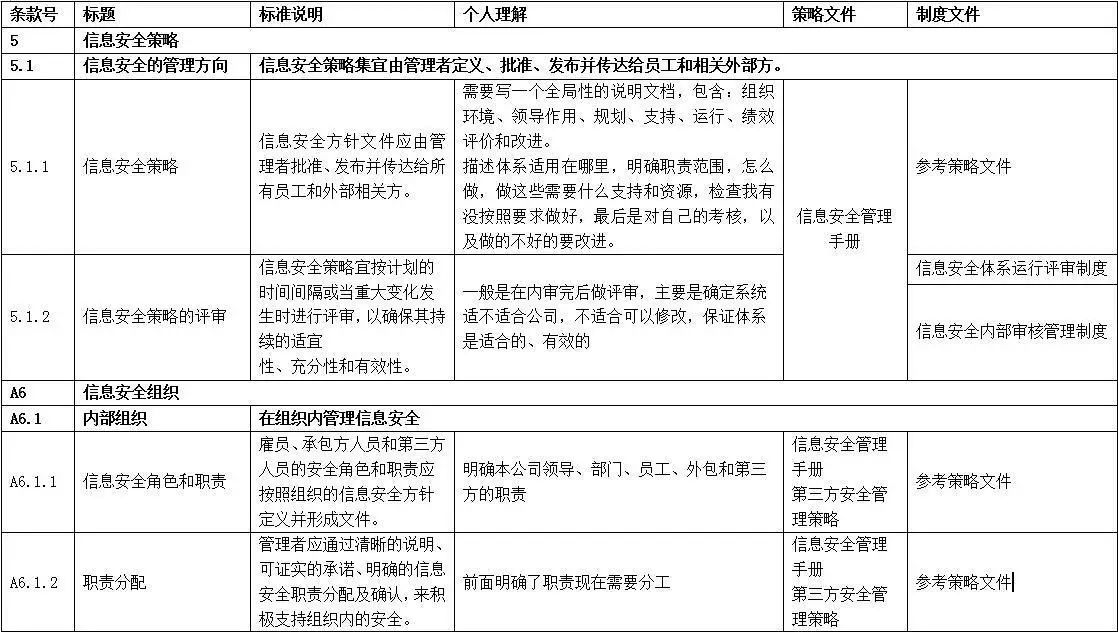 条款号 标题 标准说明 个人理解 策略文件 制度文件
5 信息安全策略
5.1 信息安全的管理方向 信息安全策略集宜由管理者定义、批准、发布并传达给员工和相关外部方。
5.1.1
信息安全策略
信息安全方针文件应由管
理者批准、发布并传达给所
有员工和外部相关方。
需要写一个全局性的说明文档，包含：组织
环境、领导作用、规划、支持、运行、绩效
评价和改进。
描述体系适用在哪里，明确职责范围，怎么
做，做这些需要什么支持和资源，检查我有
没按照要求做好，最后是对自己的考核，以
及做的不好的要改进。
信息安全管理
手册
参考策略文件
5.1.2
信息安全策略的评审
信息安全策略宜按计划的
时间间隔或当重大变化发
生时进行评审，以确保其持
续的适宜
性、充分性和有效性。
一般是在内审完后做评审，主要是确定系统
适不适合公司，不适合可以修改，保证体系
是适合的、有效的
信息安全体系运行评审制度
信息安全内部审核管理制度
A6 信息安全组织
A6.1 内部组织 在组织内管理信息安全
A6.1.1
信息安全角色和职责
雇员、承包方人员和第三方
人员的安全角色和职责应
按照组织的信息安全方针
定义并形成文件。
明确本公司领导、部门、员工、外包和第三
方的职责
信息安全管理
手册
第三方安全管
理策略
参考策略文件
A6.1.2
职责分配
管理者应通过清晰的说明、
可证实的承诺、明确的信息
安全职责分配及确认，来积
极支持组织内的安全。
前面明确了职责现在需要分工
信息安全管理
手册
第三方安全管
理策略
参考策略文件